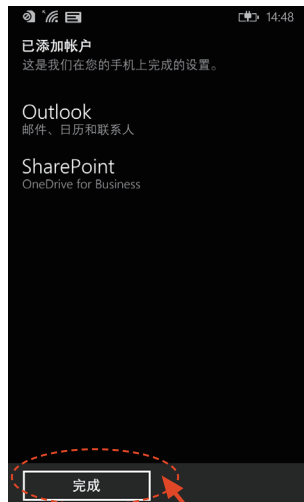 14:48
已添加帐户
这是我们在您的手机上完成的设置。
Outlook
邮件、日历和联系人
SharePoint
OneDrive for Business
完成